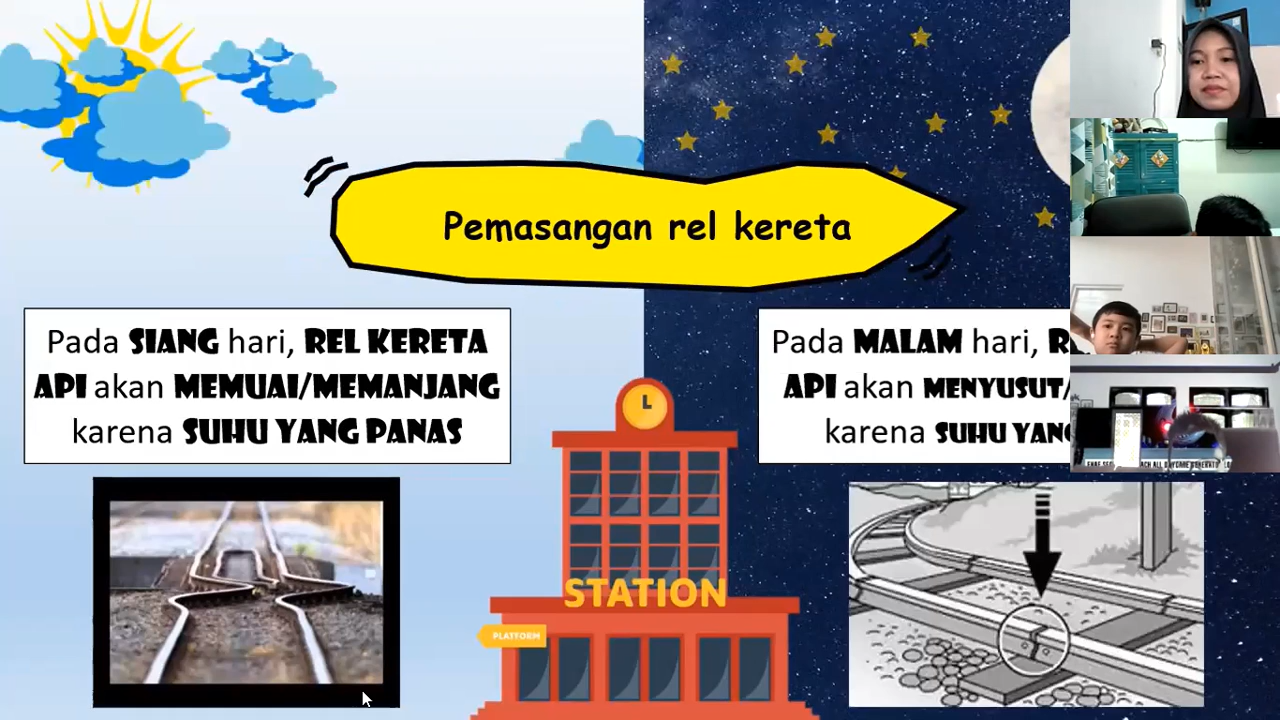 Pemasangan rel kereta
Pada SIANG hari, REL KERETA
API akan MEMUAI/MEMANJANG
karena SUHU YANG PANAS
Pada MALAM hari,
API akan MENYUSUT/
karena SUHU YANG
STATION
PLATFORM